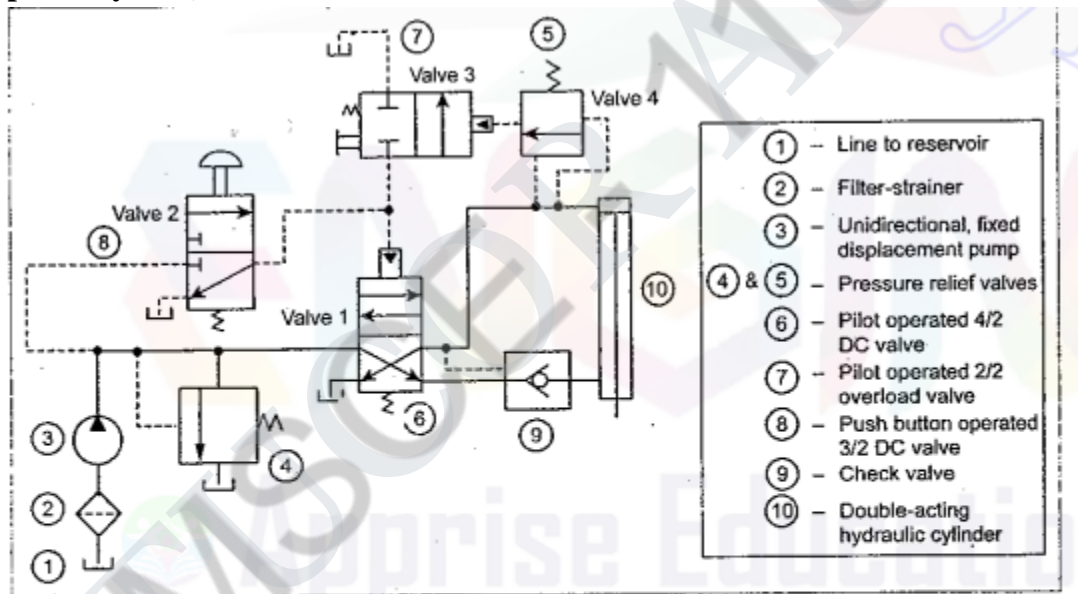 7
5
Valve 3
Valve 4
Valve 2
8
Valve 1
6
10
3
4
9
2
1
1 – Line to reservoir
2 – Filter-strainer
3 – Unidirectional, fixed
displacement pump
4 & 5 – Pressure relief valves
6 – Pilot operated 4/2
DC valve
7 – Pilot operated 2/2
overload valve
8 – Push button operated
3/2 DC valve
9 – Check valve
10 – Double-acting
hydraulic cylinder
Apprise Educatio